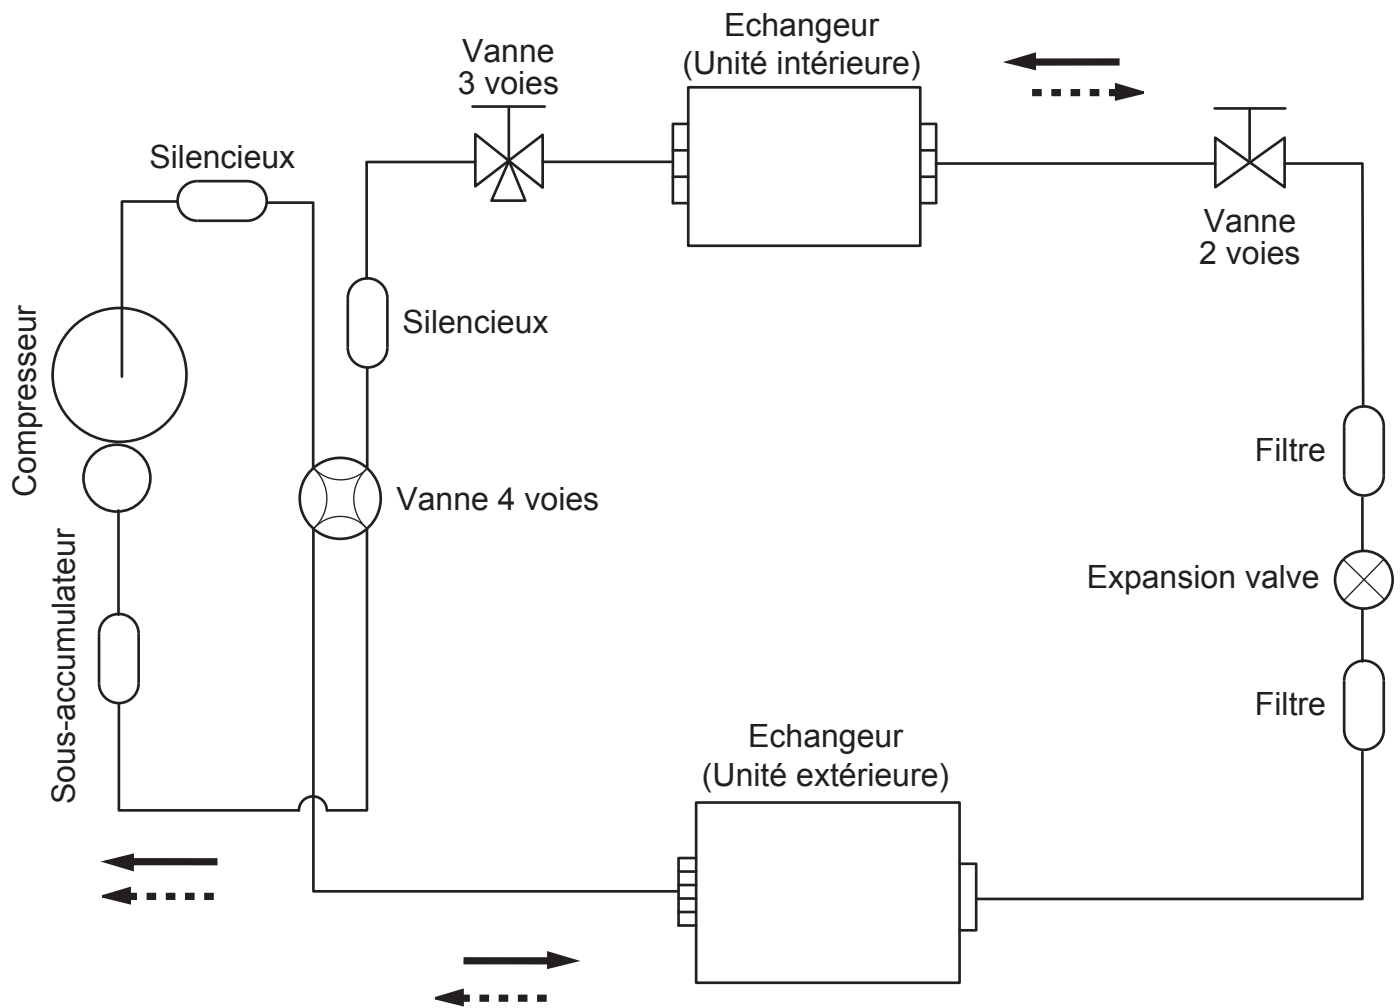 Echangeur
(Unité intérieure)
Vanne
3 voies
Silencieux
Vanne
2 voies
Silencieux
Compresseur
Filtre
Vanne 4 voies
Expansion valve
Sous-accumulateur
Filtre
Echangeur
(Unité extérieure)